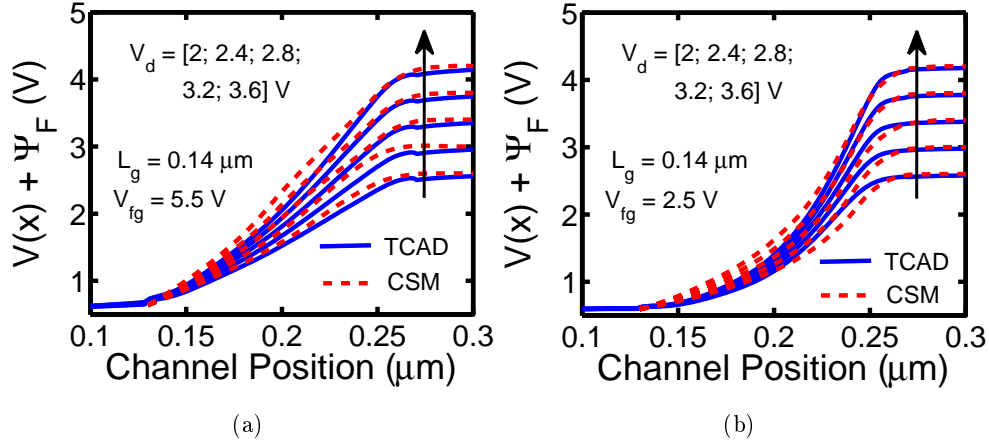 5
4
3
2
1
V(x) + Ψ_F (V)
V_d = [2; 2.4; 2.8;
3.2; 3.6] V
L_g = 0.14 μm
V_fg = 5.5 V
TCAD
CSM
0.1 0.15 0.2 0.25 0.3
Channel Position (μm)
(a)
5
4
3
2
1
V(x) + Ψ_F (V)
V_d = [2; 2.4; 2.8;
3.2; 3.6] V
L_g = 0.14 μm
V_fg = 2.5 V
TCAD
CSM
0.1 0.15 0.2 0.25 0.3
Channel Position (μm)
(b)